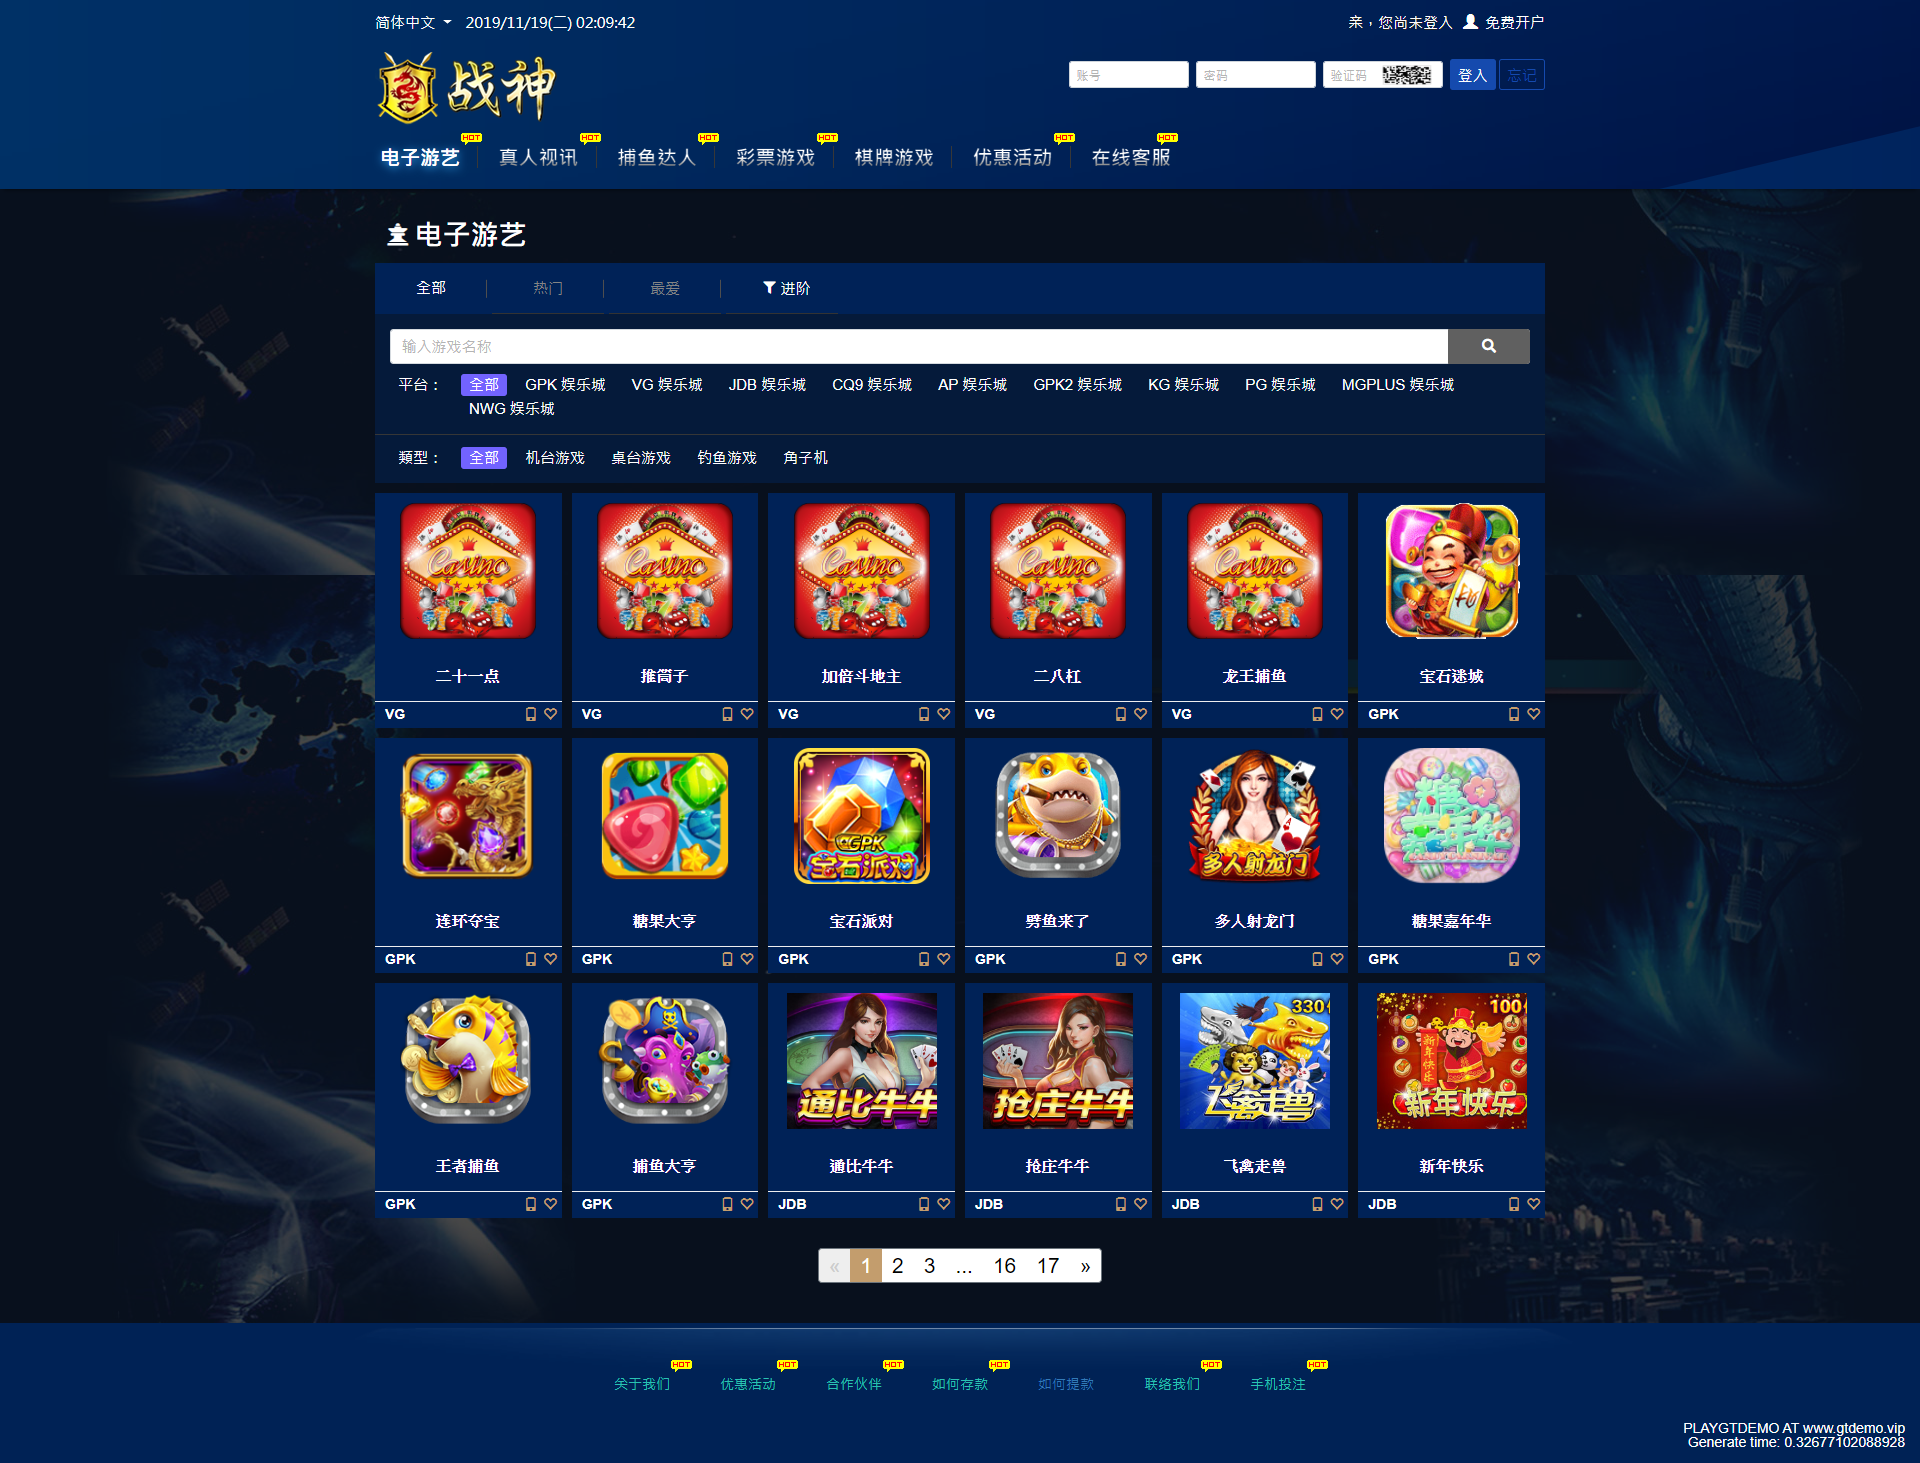 简体中文 2019/11/19(二) 02:09:42
亲，您尚未登入 免费开户
战神
账号 密码 验证码 登入 忘记
HOT HOT HOT HOT HOT HOT
电子游艺 真人视讯 捕鱼达人 彩票游戏 棋牌游戏 优惠活动 在线客服
电子游艺
全部 热门 最爱 进阶
输入游戏名称
平台： 全部 GPK 娱乐城 VG 娱乐城 JDB 娱乐城 CQ9 娱乐城 AP 娱乐城 GPK2 娱乐城 KG 娱乐城 PG 娱乐城 MGPLUS 娱乐城
NWG 娱乐城
類型： 全部 机台游戏 桌台游戏 钓鱼游戏 角子机
Casino Casino Casino Casino Casino
二十一点 推筒子 加倍斗地主 二八杠 龙王捕鱼 宝石迷城
VG VG VG VG VG GPK
GPK
宝石派对 多人射龙门 糖果嘉年华
连环夺宝 糖果大亨 宝石派对 劈鱼来了 多人射龙门 糖果嘉年华
GPK GPK GPK GPK GPK GPK
330 100
新年快乐
通比牛牛 抢庄牛牛 飞禽走兽 新年快乐
王者捕鱼 捕鱼大亨 通比牛牛 抢庄牛牛 飞禽走兽 新年快乐
GPK GPK JDB JDB JDB JDB
« 1 2 3 ... 16 17 »
HOT HOT HOT HOT HOT HOT
关于我们 优惠活动 合作伙伴 如何存款 如何提款 联络我们 手机投注
PLAYGTDEMO AT www.gtdemo.vip
Generate time: 0.32677102088928